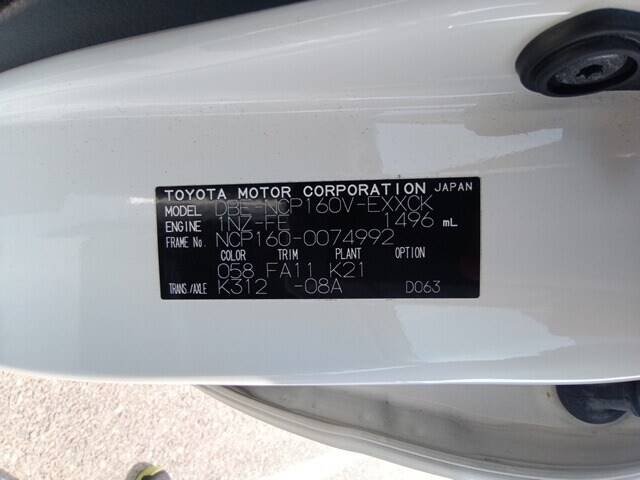 TOYOTA MOTOR CORPORATION JAPAN
MODEL DBE-NCP160V-EXXCK
ENGINE 1NZ-FE 1496 mL
FRAME No. NCP160-0074992
COLOR TRIM PLANT OPTION
058 FA11 K21
TRANS./AXLE K312 -08A D063